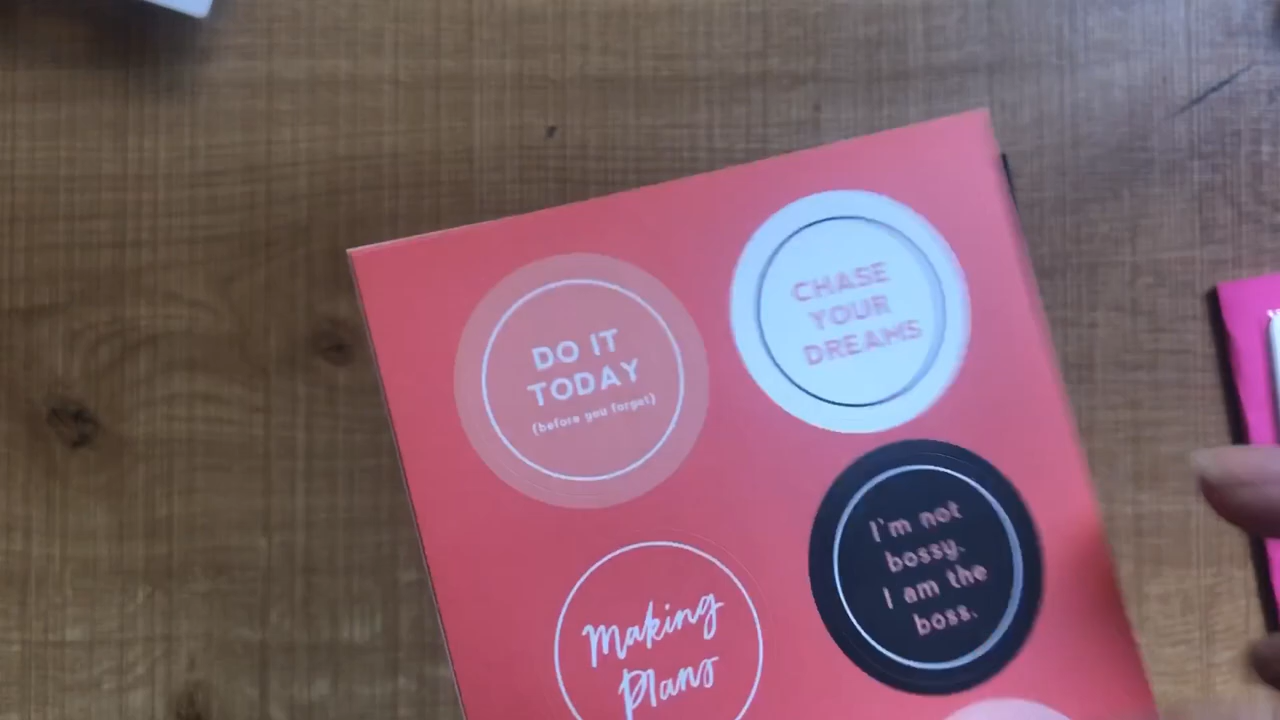 DO IT
TODAY
(before you forget)
CHASE
YOUR
DREAMS
I'm not
bossy.
I am the
boss.
Making
Plans